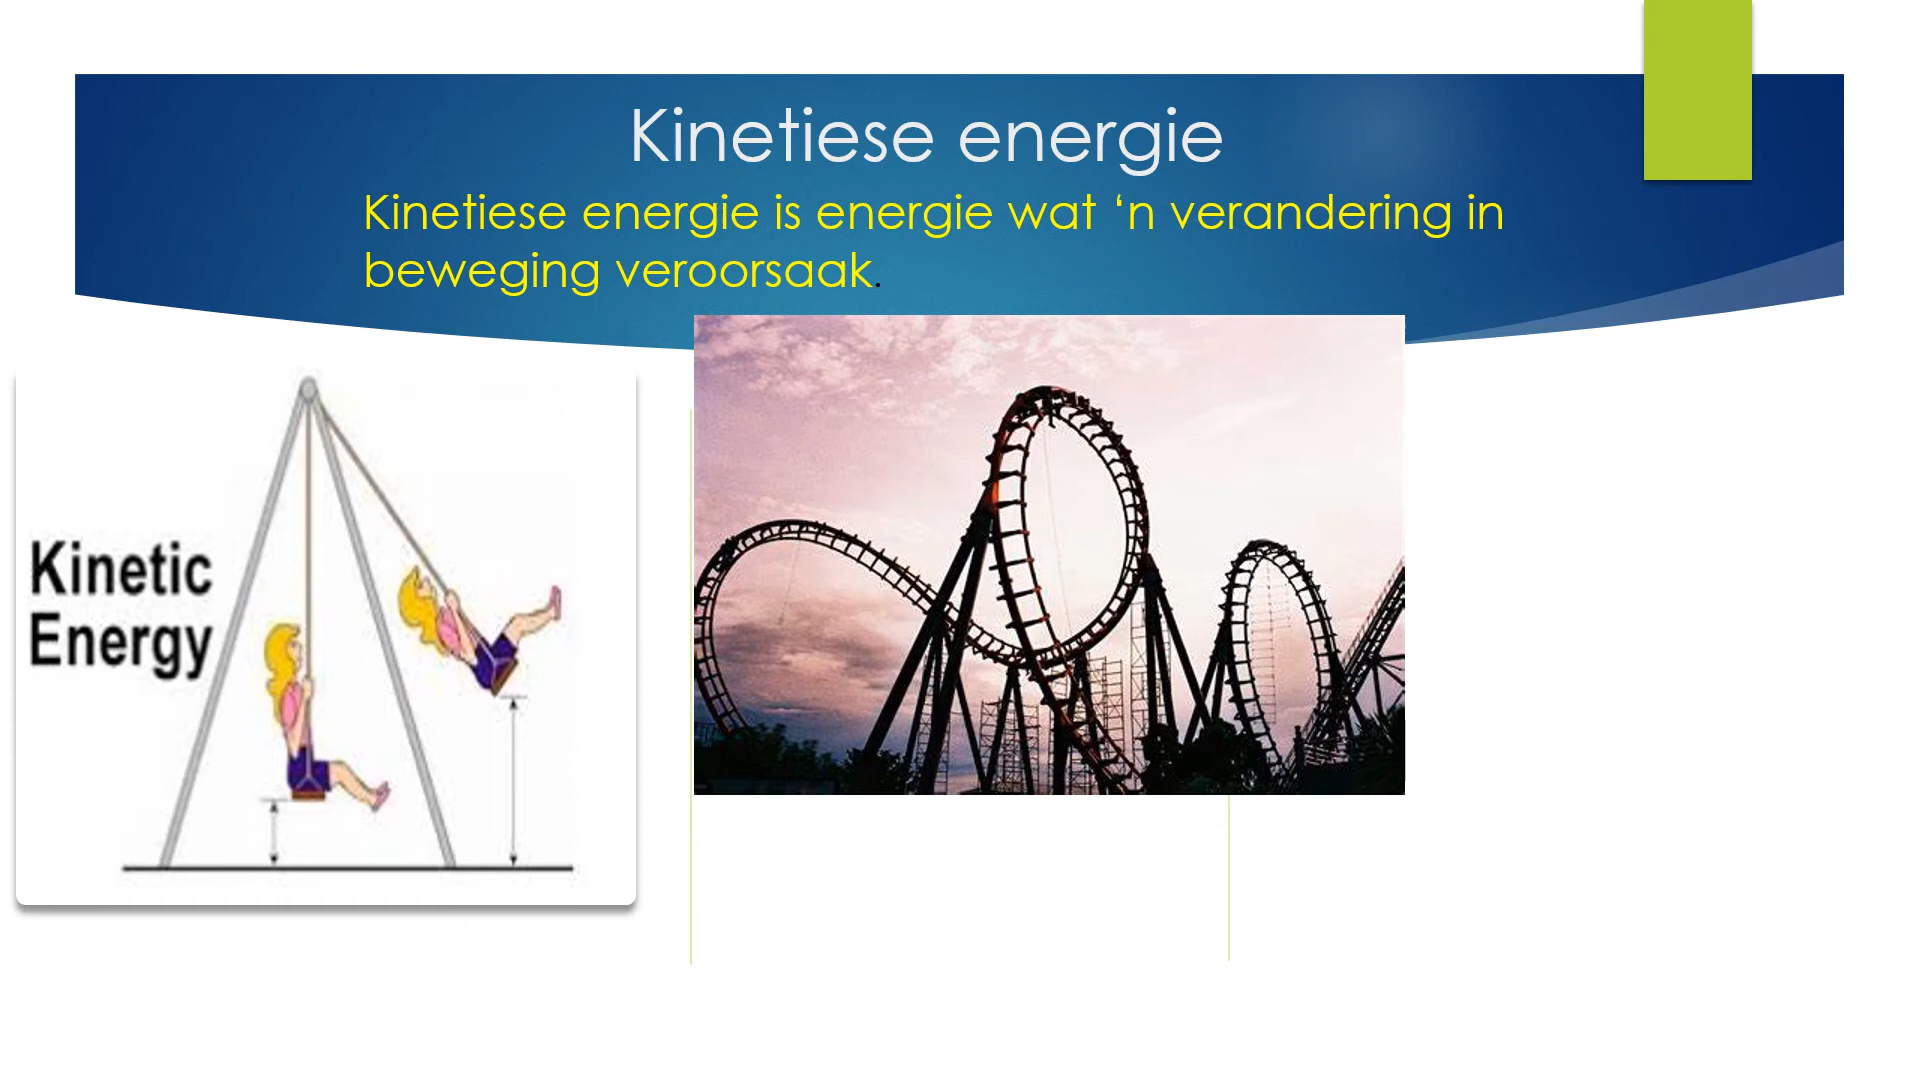 Kinetiese energie
Kinetiese energie is energie wat ‘n verandering in
beweging veroorsaak.
Kinetic
Energy